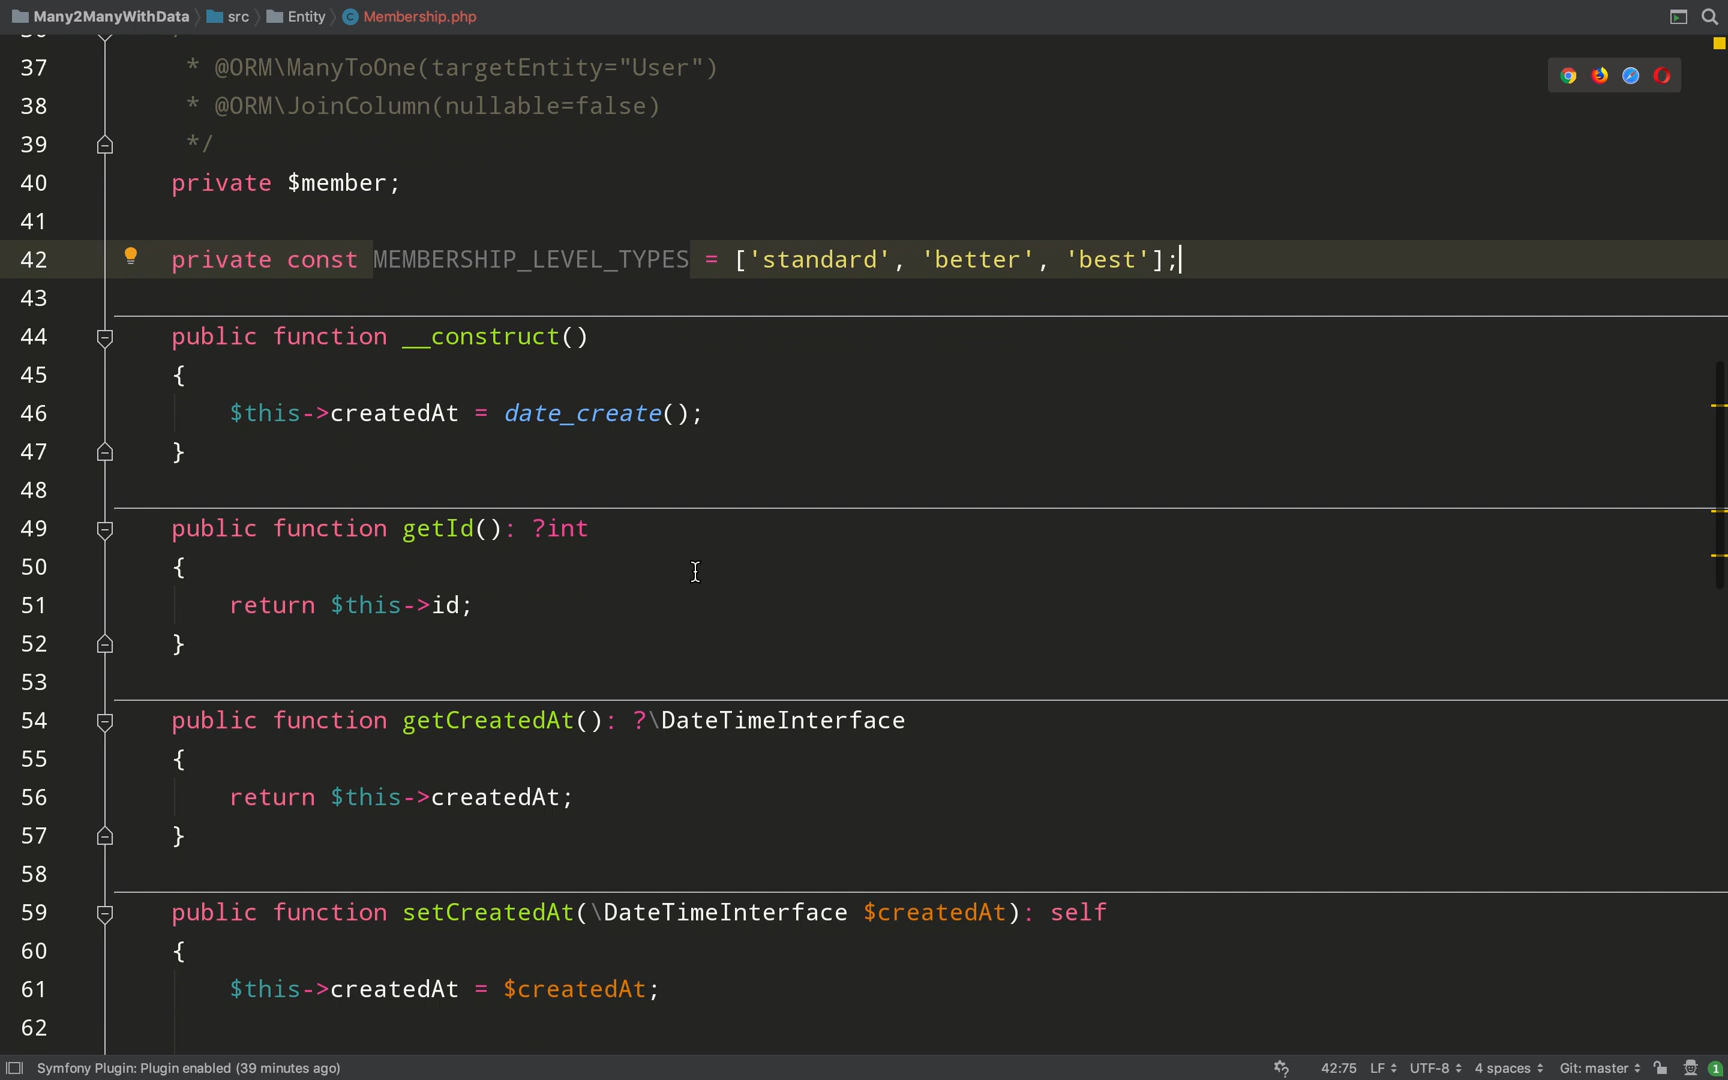 Many2ManyWithData src Entity Membership.php
37 * @ORM\ManyToOne(targetEntity="User")
38 * @ORM\JoinColumn(nullable=false)
39 */
40 private $member;
41
42 private const MEMBERSHIP_LEVEL_TYPES = ['standard', 'better', 'best'];
43
44 public function __construct()
45 {
46 $this->createdAt = date_create();
47 }
48
49 public function getId(): ?int
50 {
51 return $this->id;
52 }
53
54 public function getCreatedAt(): ?\DateTimeInterface
55 {
56 return $this->createdAt;
57 }
58
59 public function setCreatedAt(\DateTimeInterface $createdAt): self
60 {
61 $this->createdAt = $createdAt;
62
Symfony Plugin: Plugin enabled (39 minutes ago) 42:75 LF UTF-8 4 spaces Git: master 1